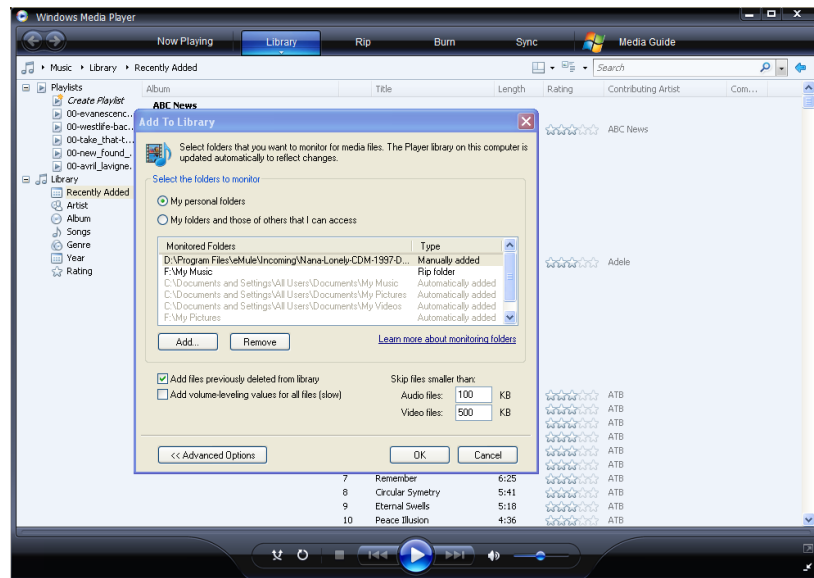 Windows Media Player
Now Playing Library Rip Burn Sync Media Guide
Music Library Recently Added Search
Playlists
Create Playlist
00-evanescenc...
00-westlife-bac...
00-take_that-t...
00-new_found_...
00-avril_lavigne.
Library
Recently Added
Artist
Album
Songs
Genre
Year
Rating
Album Title Length Rating Contributing Artist Com...
ABC News
ABC News
Adele
ATB
ATB
ATB
ATB
ATB
ATB
7 Remember 6:25 ATB
8 Circular Symetry 5:41 ATB
9 Eternal Swells 5:18 ATB
10 Peace Illusion 4:36 ATB
Add To Library
Select folders that you want to monitor for media files. The Player library on this computer is
updated automatically to reflect changes.
Select the folders to monitor
My personal folders
My folders and those of others that I can access
Monitored Folders Type
D:\Program Files\eMule\Incoming\Nana-Lonely-CDM-1997-D... Manually added
F:\My Music Rip folder
C:\Documents and Settings\All Users\Documents\My Music Automatically added
C:\Documents and Settings\All Users\Documents\My Pictures Automatically added
C:\Documents and Settings\All Users\Documents\My Videos Automatically added
F:\My Pictures Automatically added
Add... Remove Learn more about monitoring folders
Add files previously deleted from library Skip files smaller than:
Add volume-leveling values for all files (slow) Audio files: 100 KB
Video files: 500 KB
<< Advanced Options OK Cancel